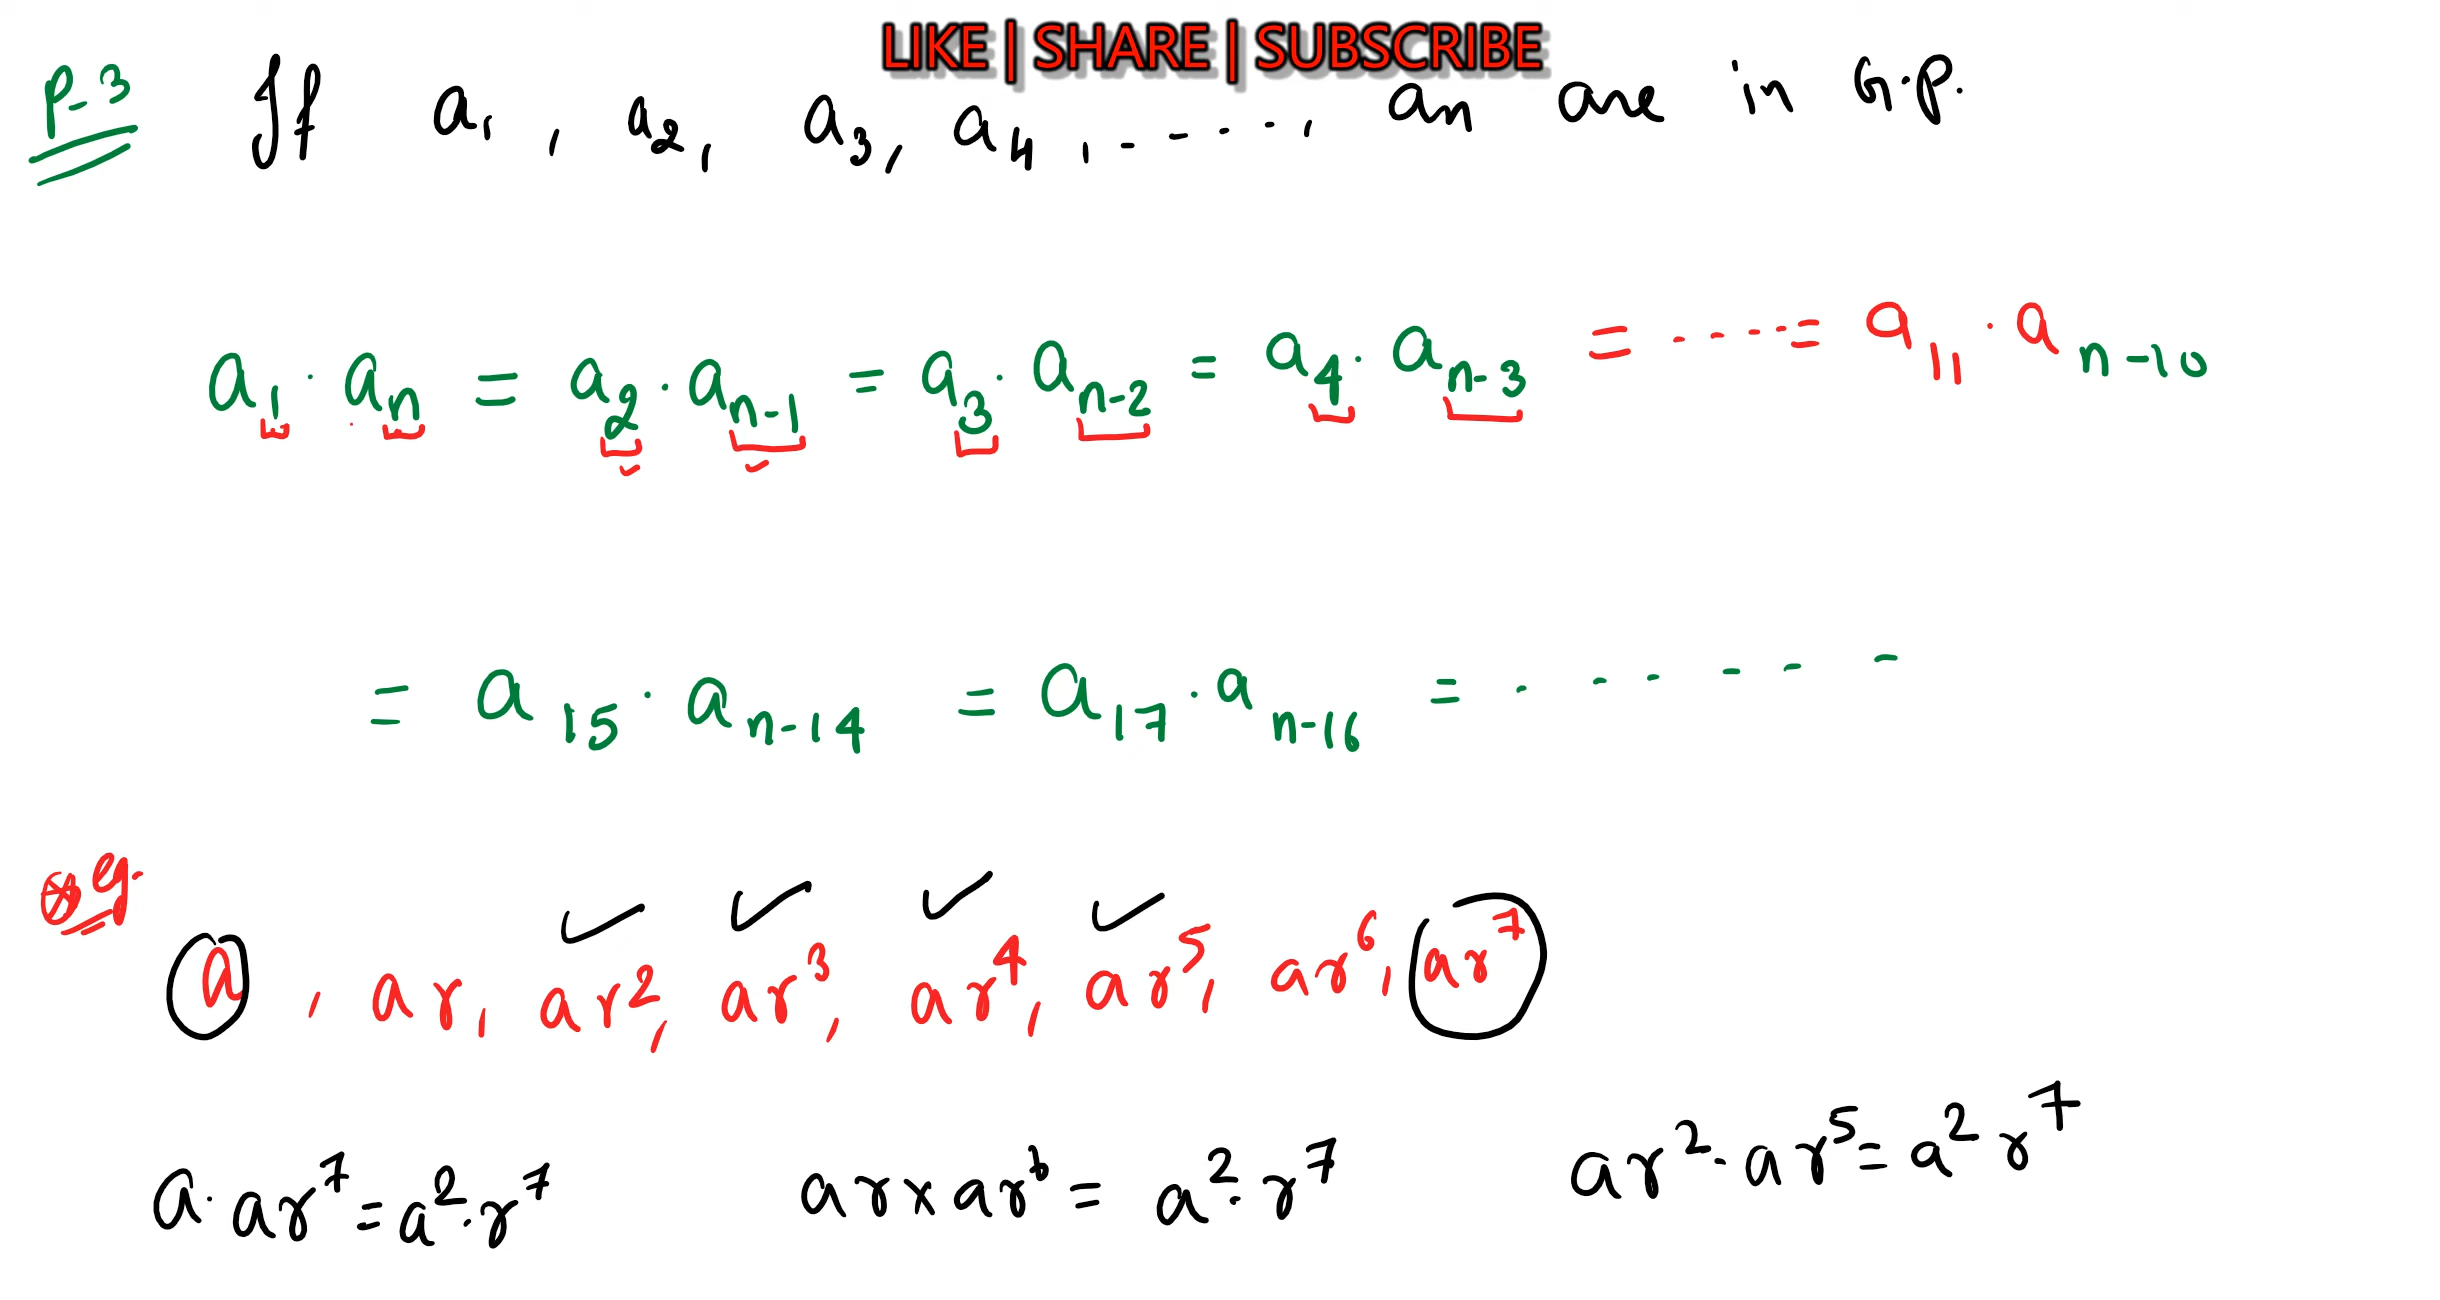 LIKE | SHARE | SUBSCRIBE
P-3 If a₁, a₂, a₃, a₄, ....., an are in G.P.
a₁ · aₙ = a₂ · aₙ₋₁ = a₃ · aₙ₋₂ = a₄ · aₙ₋₃ = ..... = a₁₁ · aₙ₋₁₀
= a₁₅ · aₙ₋₁₄ = a₁₇ · aₙ₋₁₆ = . - - - - -
eg.
a, ar, ar², ar³, ar⁴, ar⁵, ar⁶, ar⁷
a · ar⁷ = a² · r⁷ ar × ar⁶ = a² · r⁷ ar² · ar⁵ = a² r⁷